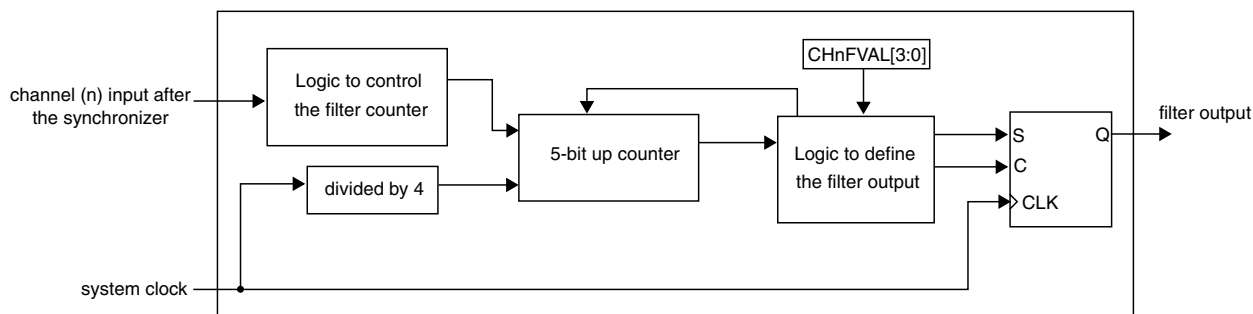 CHnFVAL[3:0]
Logic to control
the filter counter
channel (n) input after
the synchronizer
5-bit up counter
divided by 4
Logic to define
the filter output
S
C
CLK
Q
filter output
system clock